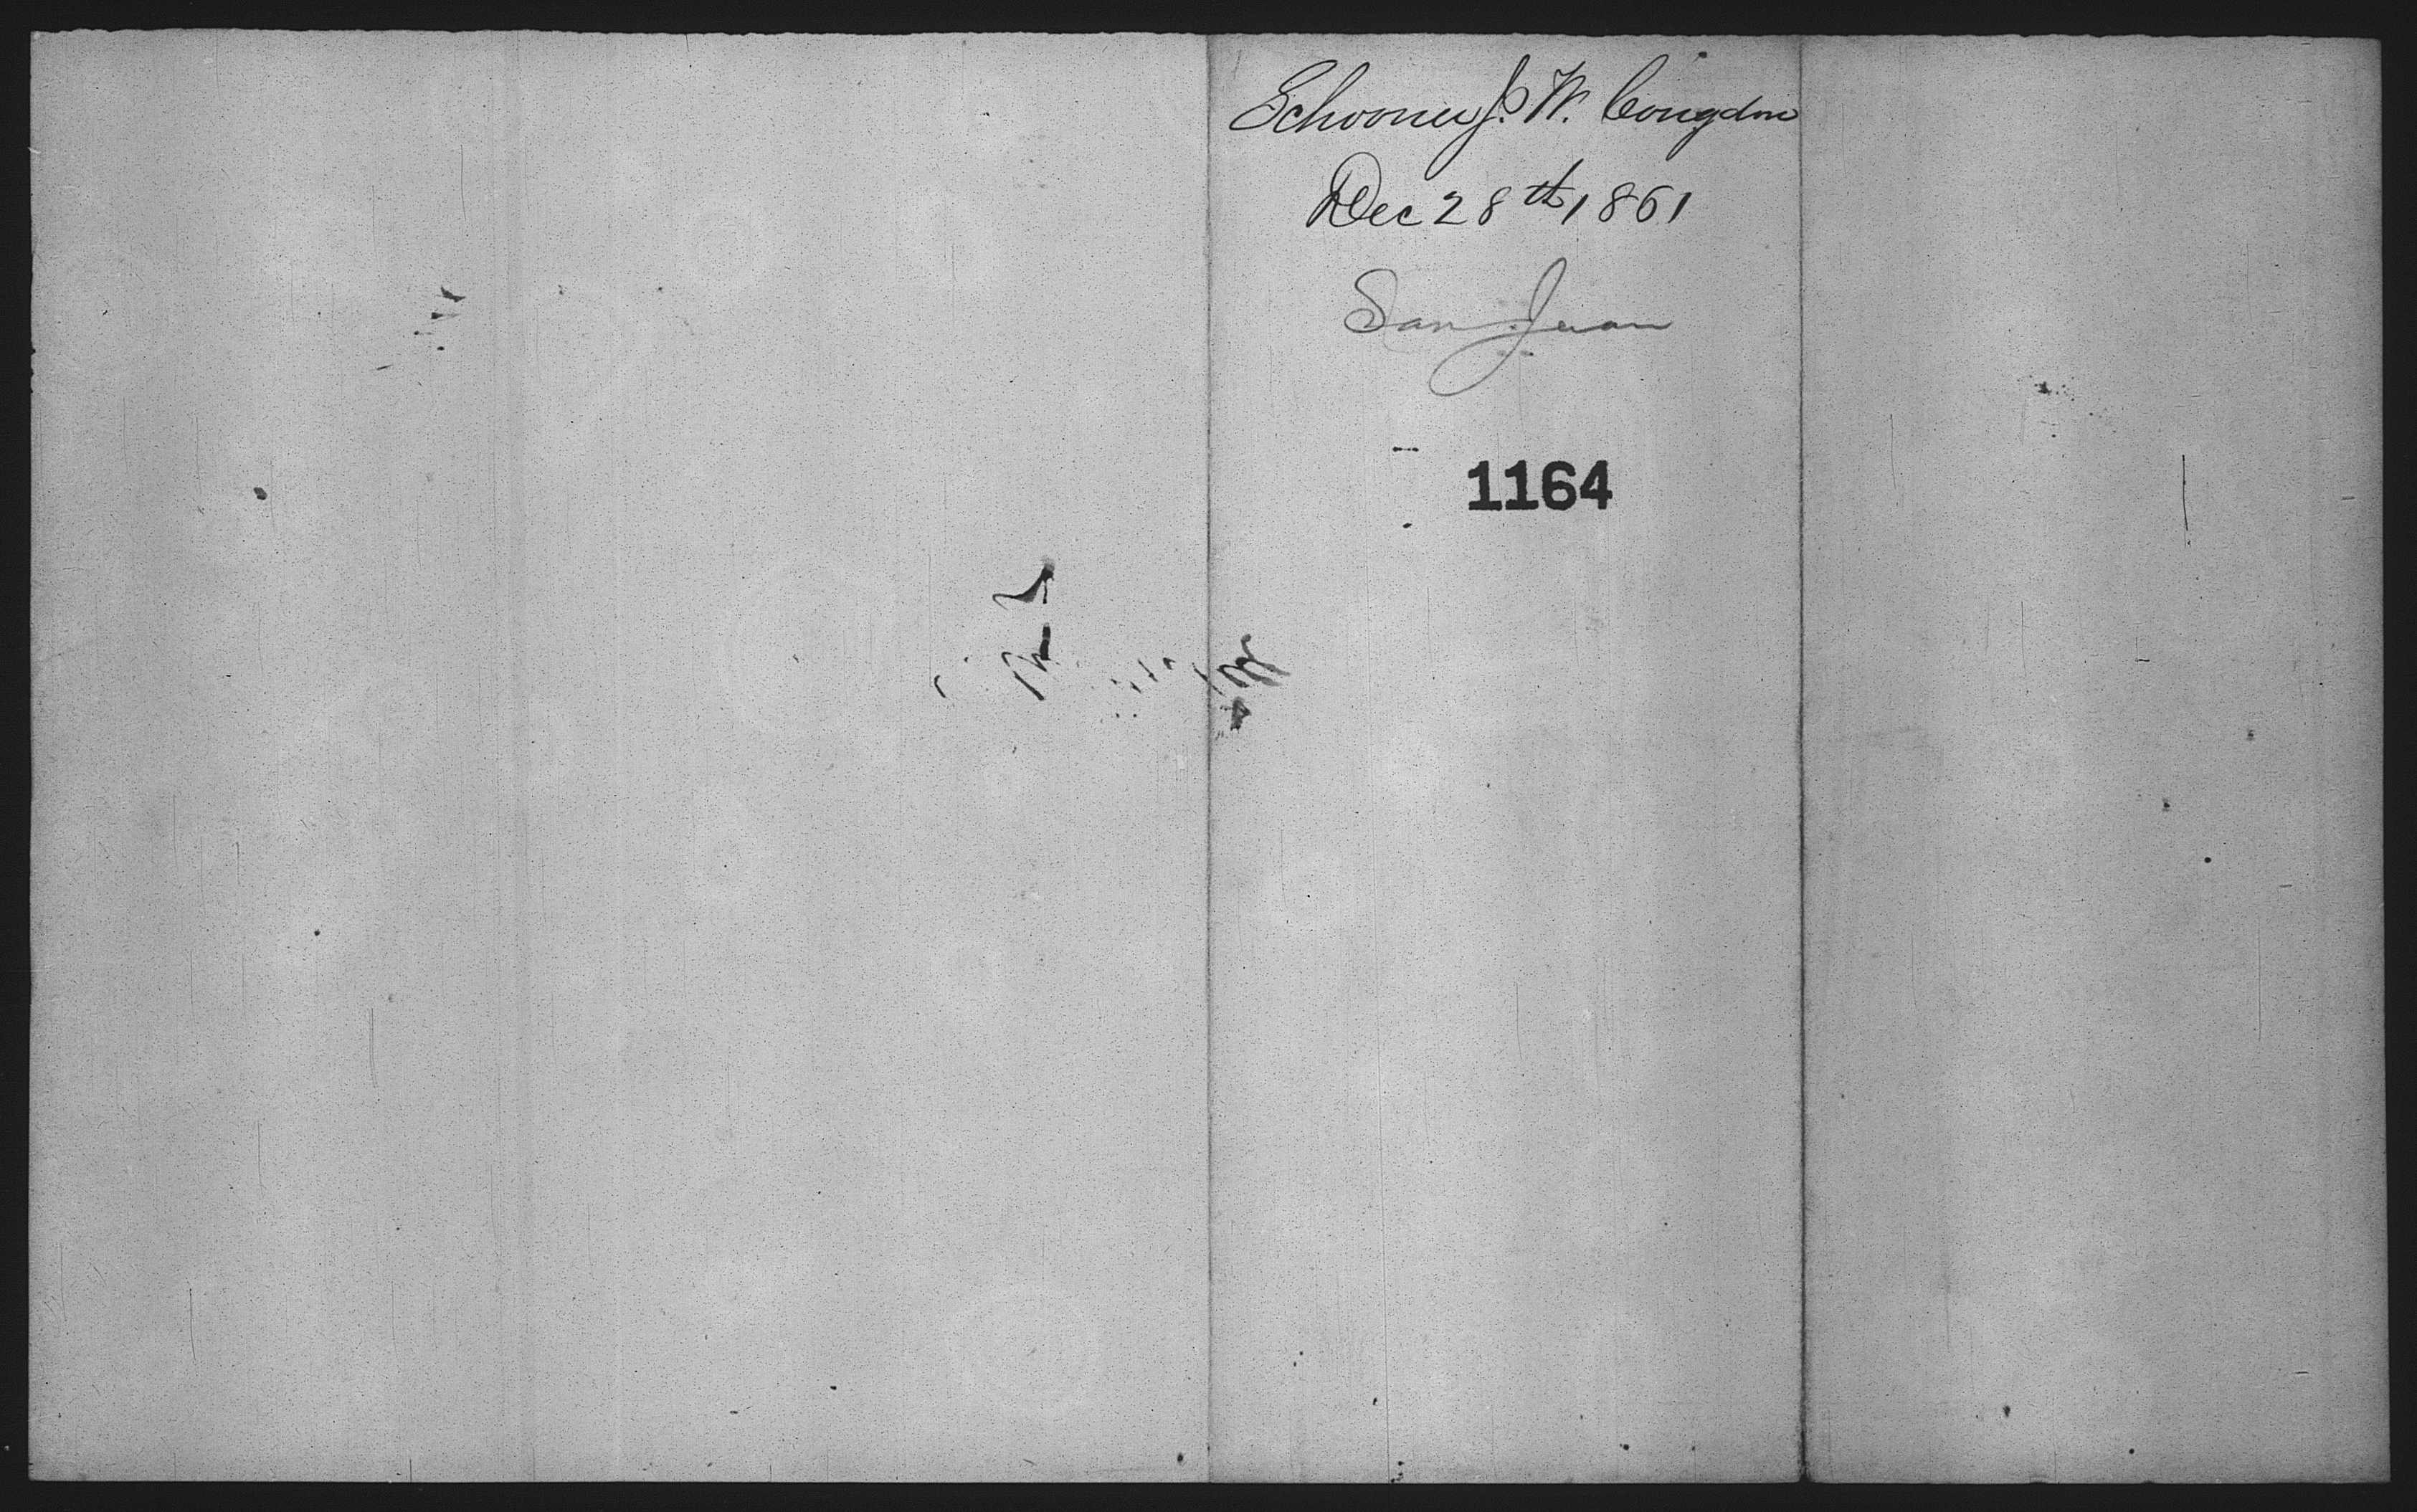 Schooner J. W. Congdon
Dec 28th 1861
San Juan
1164